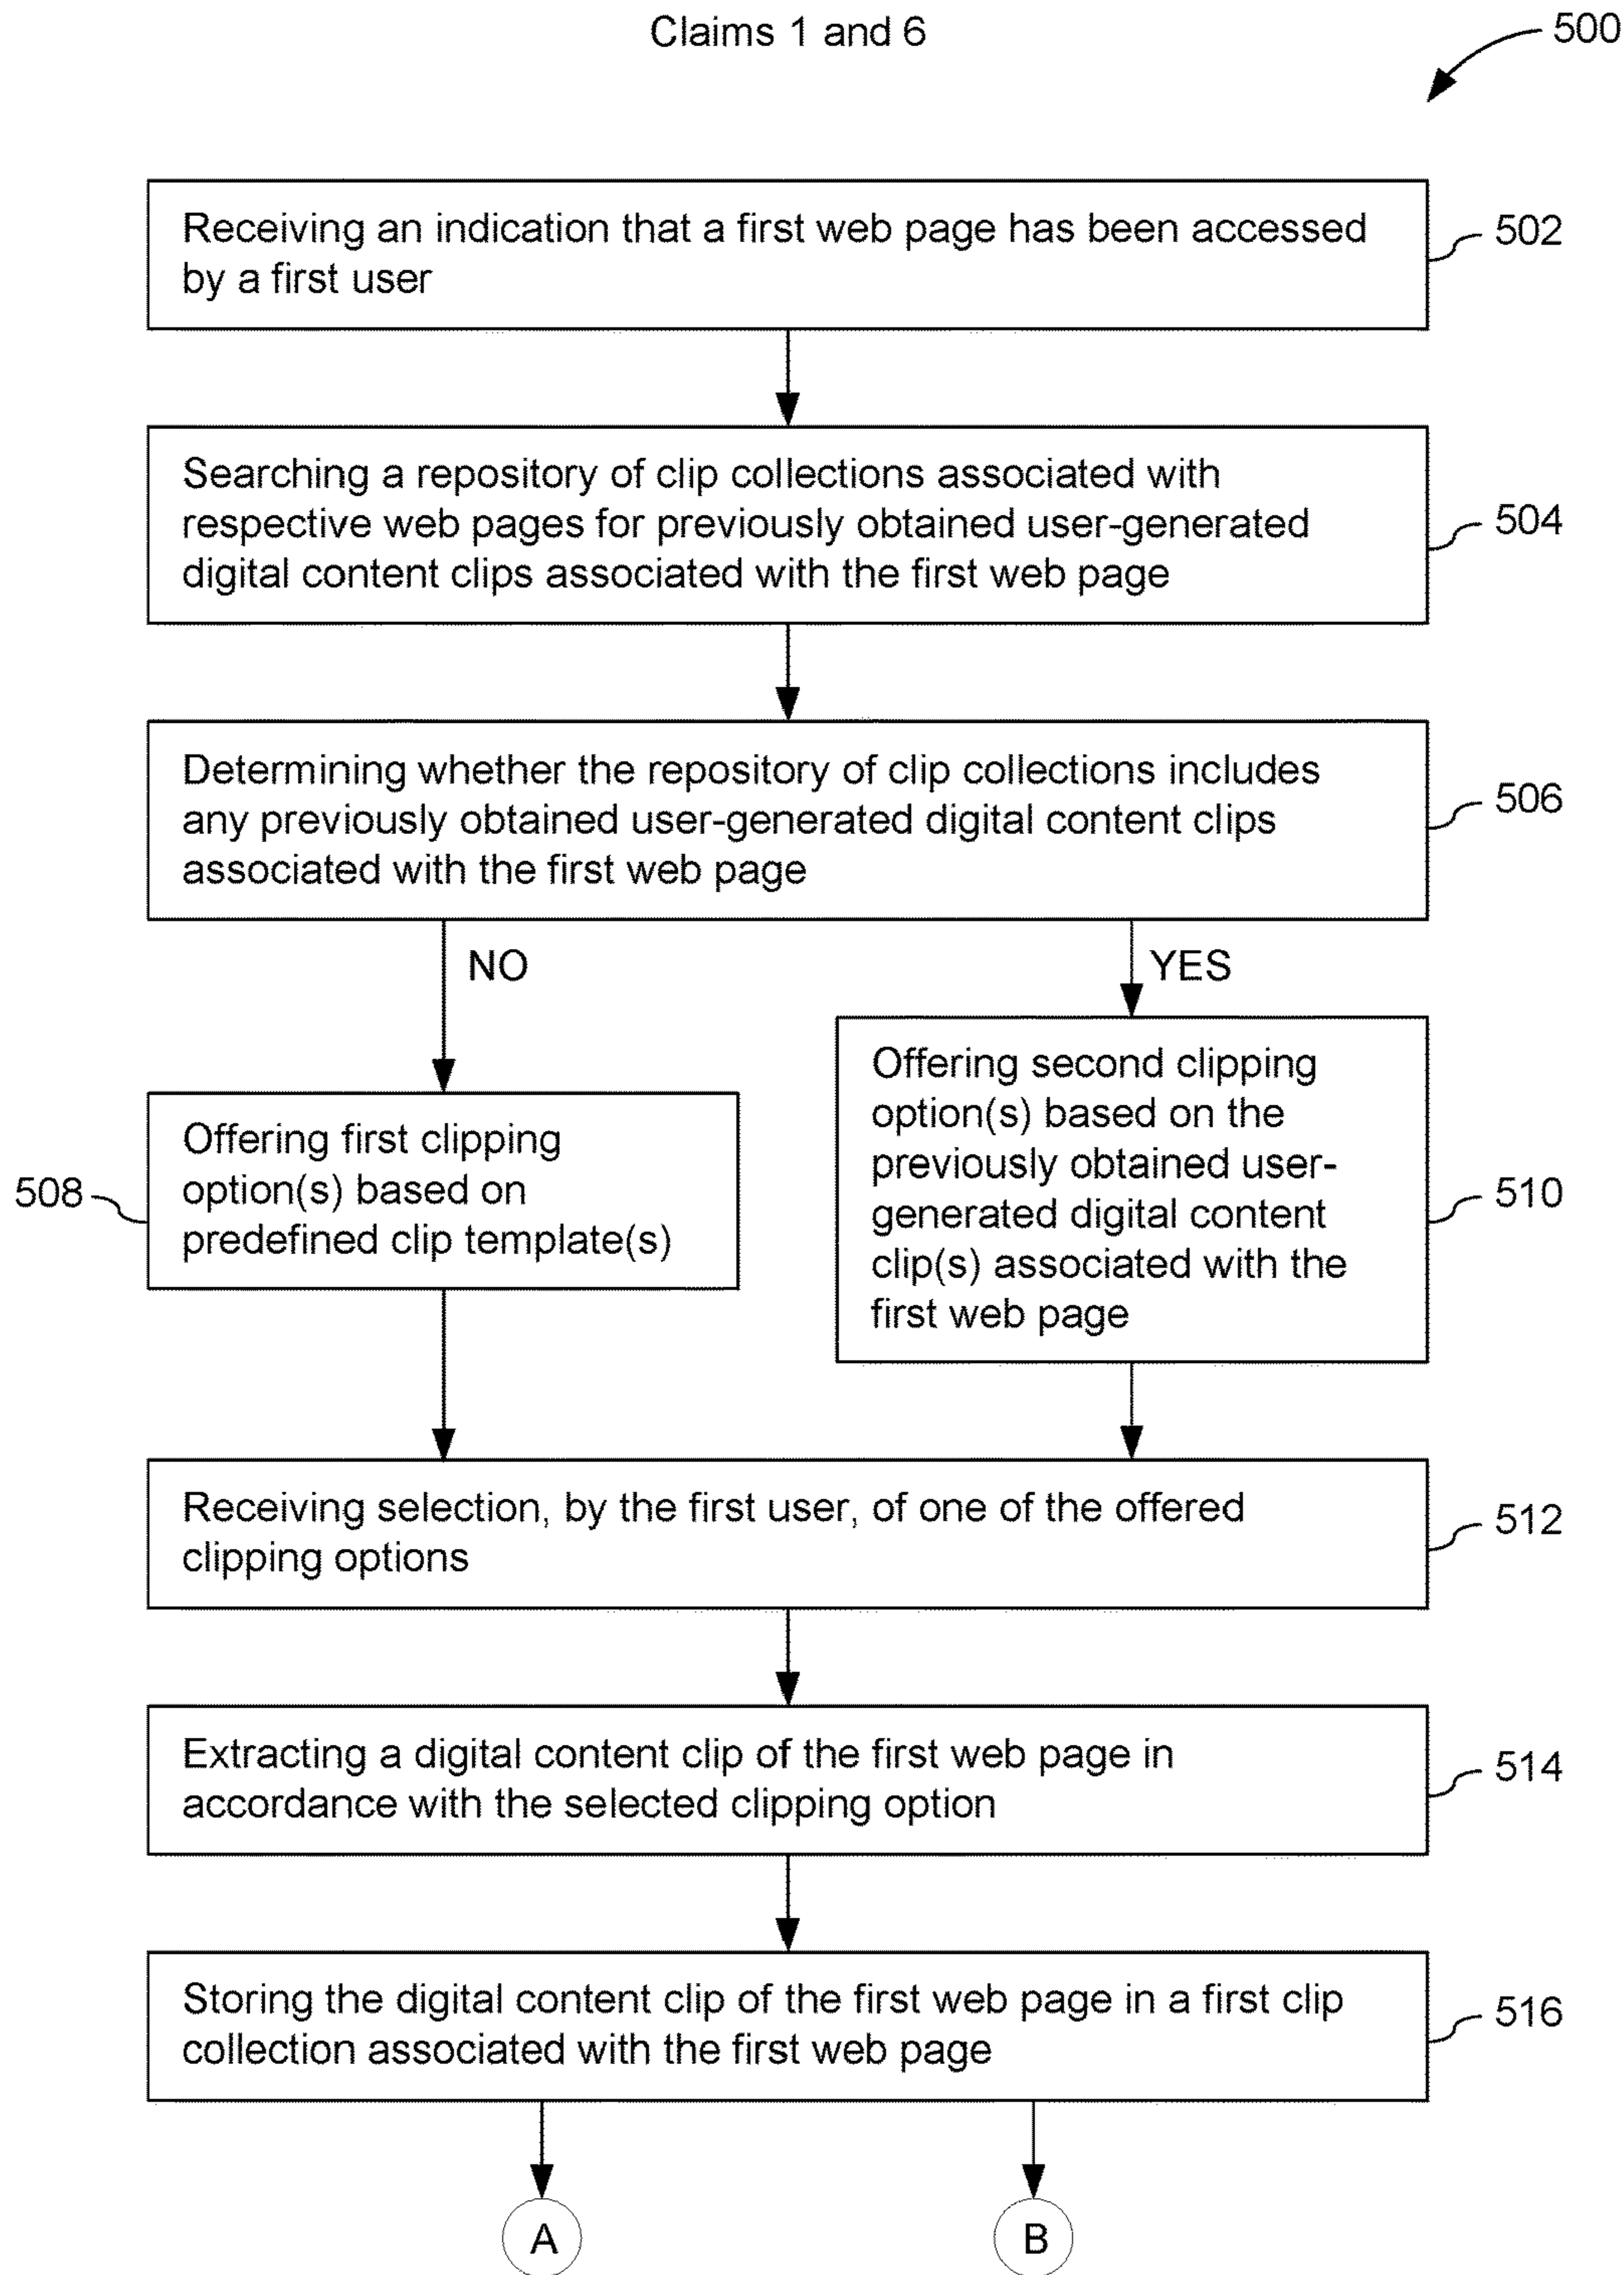 Claims 1 and 6
500
Receiving an indication that a first web page has been accessed
by a first user
502
Searching a repository of clip collections associated with
respective web pages for previously obtained user-generated
digital content clips associated with the first web page
504
Determining whether the repository of clip collections includes
any previously obtained user-generated digital content clips
associated with the first web page
506
NO
YES
Offering first clipping
option(s) based on
predefined clip template(s)
508
Offering second clipping
option(s) based on the
previously obtained user-
generated digital content
clip(s) associated with the
first web page
510
Receiving selection, by the first user, of one of the offered
clipping options
512
Extracting a digital content clip of the first web page in
accordance with the selected clipping option
514
Storing the digital content clip of the first web page in a first clip
collection associated with the first web page
516
A
B